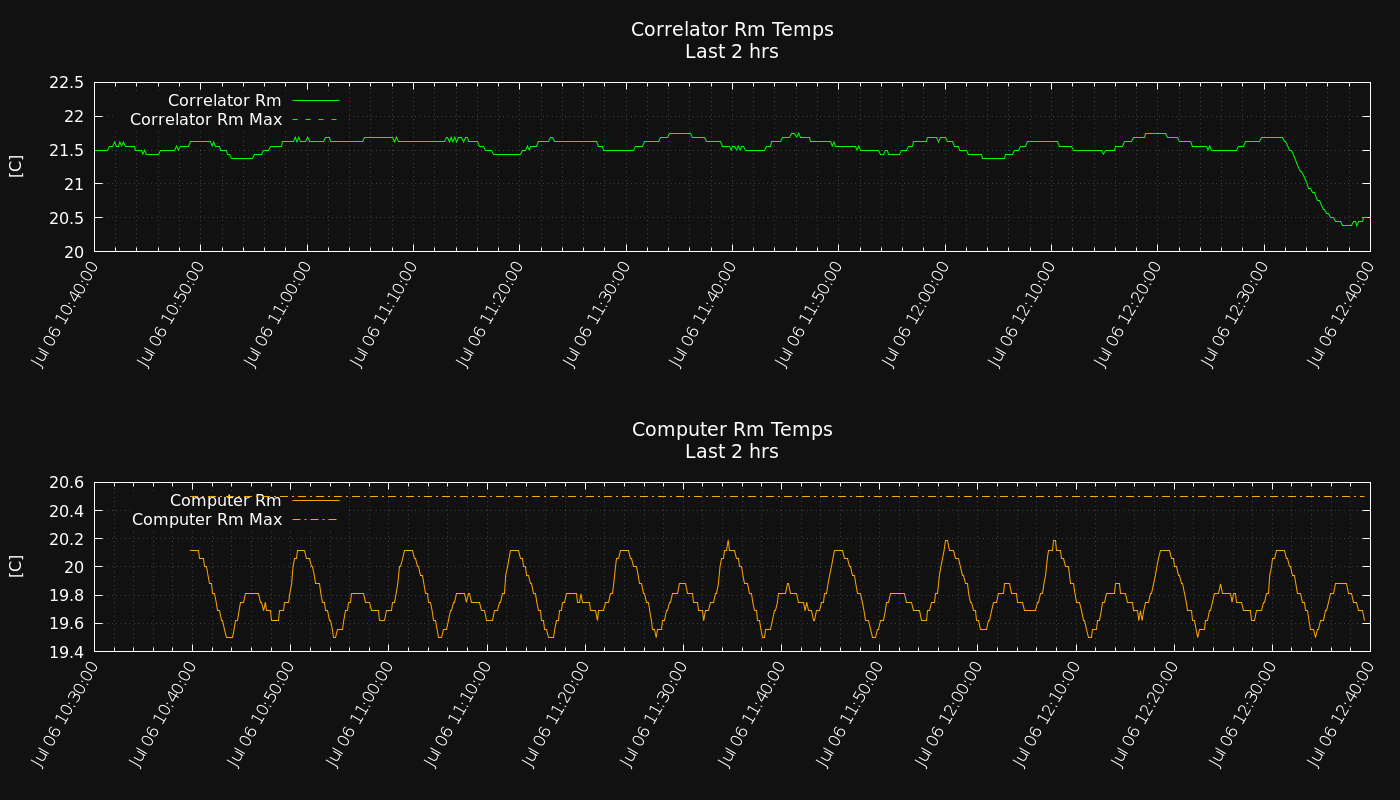 Correlator Rm Temps
Last 2 hrs
22.5
22
21.5
21
20.5
20
[C]
Correlator Rm
Correlator Rm Max
Jul 06 10:40:00
Jul 06 10:50:00
Jul 06 11:00:00
Jul 06 11:10:00
Jul 06 11:20:00
Jul 06 11:30:00
Jul 06 11:40:00
Jul 06 11:50:00
Jul 06 12:00:00
Jul 06 12:10:00
Jul 06 12:20:00
Jul 06 12:30:00
Jul 06 12:40:00
Computer Rm Temps
Last 2 hrs
20.6
20.4
20.2
20
19.8
19.6
19.4
[C]
Computer Rm
Computer Rm Max
Jul 06 10:30:00
Jul 06 10:40:00
Jul 06 10:50:00
Jul 06 11:00:00
Jul 06 11:10:00
Jul 06 11:20:00
Jul 06 11:30:00
Jul 06 11:40:00
Jul 06 11:50:00
Jul 06 12:00:00
Jul 06 12:10:00
Jul 06 12:20:00
Jul 06 12:30:00
Jul 06 12:40:00